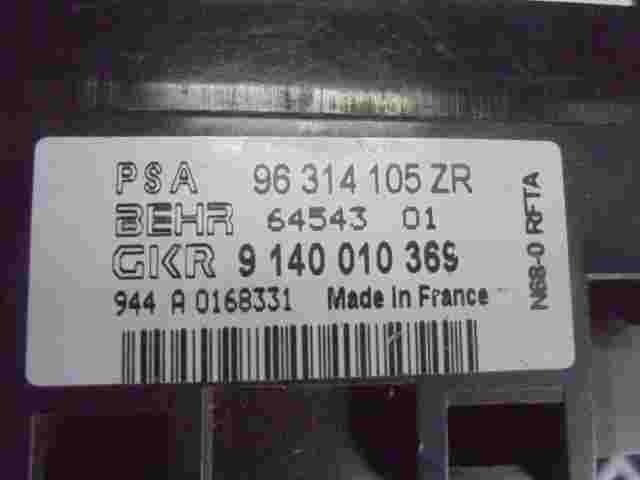 PSA 96 314 105 ZR
BEHR 64543 01
GKR 9 140 010 369
944 A 0168331 Made in France
N68-0 RFTA